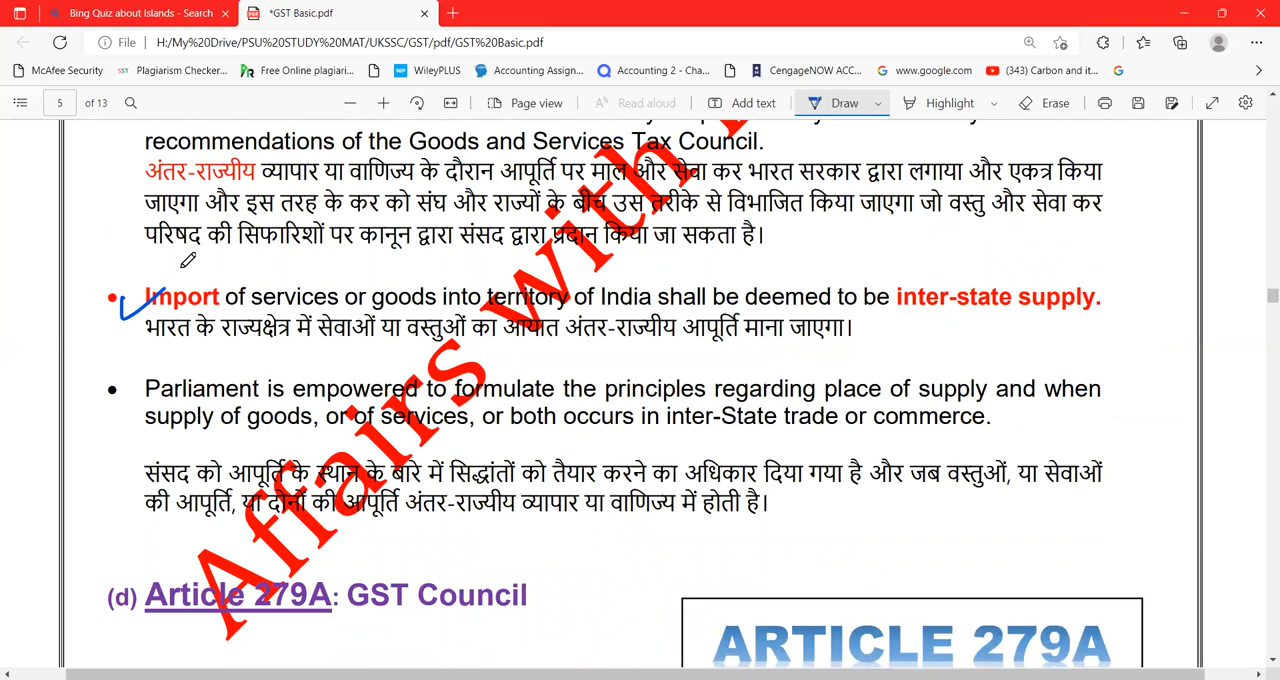 Bing Quiz about Islands - Search
*GST Basic.pdf
File
H:/My%20Drive/PSU%20STUDY%20MAT/UKSSC/GST/pdf/GST%20Basic.pdf
McAfee Security
Plagiarism Checker...
Free Online plagiari...
WileyPLUS
Accounting Assign...
Accounting 2 - Cha...
CengageNOW ACC...
www.google.com
(343) Carbon and it...
5 of 13
Page view
Read aloud
Add text
Draw
Highlight
Erase
recommendations of the Goods and Services Tax Council.
अंतर-राज्यीय व्यापार या वाणिज्य के दौरान आपूर्ति पर माल और सेवा कर भारत सरकार द्वारा लगाया और एकत्र किया
जाएगा और इस तरह के कर को संघ और राज्यों के बीच उस तरीके से विभाजित किया जाएगा जो वस्तु और सेवा कर
परिषद की सिफारिशों पर कानून द्वारा संसद द्वारा प्रदान किया जा सकता है।
• Import of services or goods into territory of India shall be deemed to be inter-state supply.
भारत के राज्यक्षेत्र में सेवाओं या वस्तुओं का आयात अंतर-राज्यीय आपूर्ति माना जाएगा।
• Parliament is empowered to formulate the principles regarding place of supply and when
supply of goods, or of services, or both occurs in inter-State trade or commerce.
संसद को आपूर्ति के स्थान के बारे में सिद्धांतों को तैयार करने का अधिकार दिया गया है और जब वस्तुओं, या सेवाओं
की आपूर्ति, या दोनों की आपूर्ति अंतर-राज्यीय व्यापार या वाणिज्य में होती है।
(d) Article 279A: GST Council
ARTICLE 279A
Affairs with